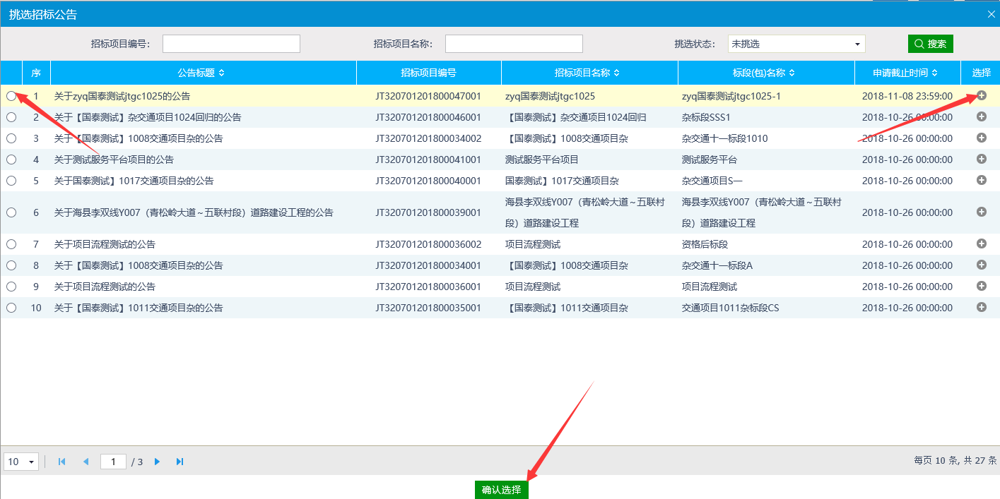 挑选招标公告
招标项目编号： 招标项目名称： 挑选状态： 未挑选 搜索
序 公告标题 招标项目编号 招标项目名称 标段(包)名称 申请截止时间 选择
1 关于zyq国泰测试jtgc1025的公告 JT320701201800047001 zyq国泰测试jtgc1025 zyq国泰测试jtgc1025-1 2018-11-08 23:59:00
2 关于【国泰测试】杂交通项目1024回归的公告 JT320701201800046001 【国泰测试】杂交通项目1024回归 杂标段SSS1 2018-10-26 00:00:00
3 关于【国泰测试】1008交通项目杂的公告 JT320701201800034002 【国泰测试】1008交通项目杂 杂交通十一标段1010 2018-10-26 00:00:00
4 关于测试服务平台项目的公告 JT320701201800041001 测试服务平台项目 测试服务平台 2018-10-26 00:00:00
5 关于国泰测试】1017交通项目杂的公告 JT320701201800040001 国泰测试】1017交通项目杂 杂交通项目S一 2018-10-26 00:00:00
6 关于海县李双线Y007（青松岭大道～五联村段）道路建设工程的公告 JT320701201800039001 海县李双线Y007（青松岭大道～五联村 海县李双线Y007（青松岭大道～五联村 2018-10-26 00:00:00
段）道路建设工程 段）道路建设工程
7 关于项目流程测试的公告 JT320701201800036002 项目流程测试 资格后标段 2018-10-26 00:00:00
8 关于【国泰测试】1008交通项目杂的公告 JT320701201800034001 【国泰测试】1008交通项目杂 杂交通十一标段A 2018-10-26 00:00:00
9 关于项目流程测试的公告 JT320701201800036001 项目流程测试 项目流程测试 2018-10-26 00:00:00
10 关于【国泰测试】1011交通项目杂的公告 JT320701201800035001 【国泰测试】1011交通项目杂 交通项目1011杂标段CS 2018-10-26 00:00:00
10 1 / 3 每页 10 条, 共 27 条
确认选择